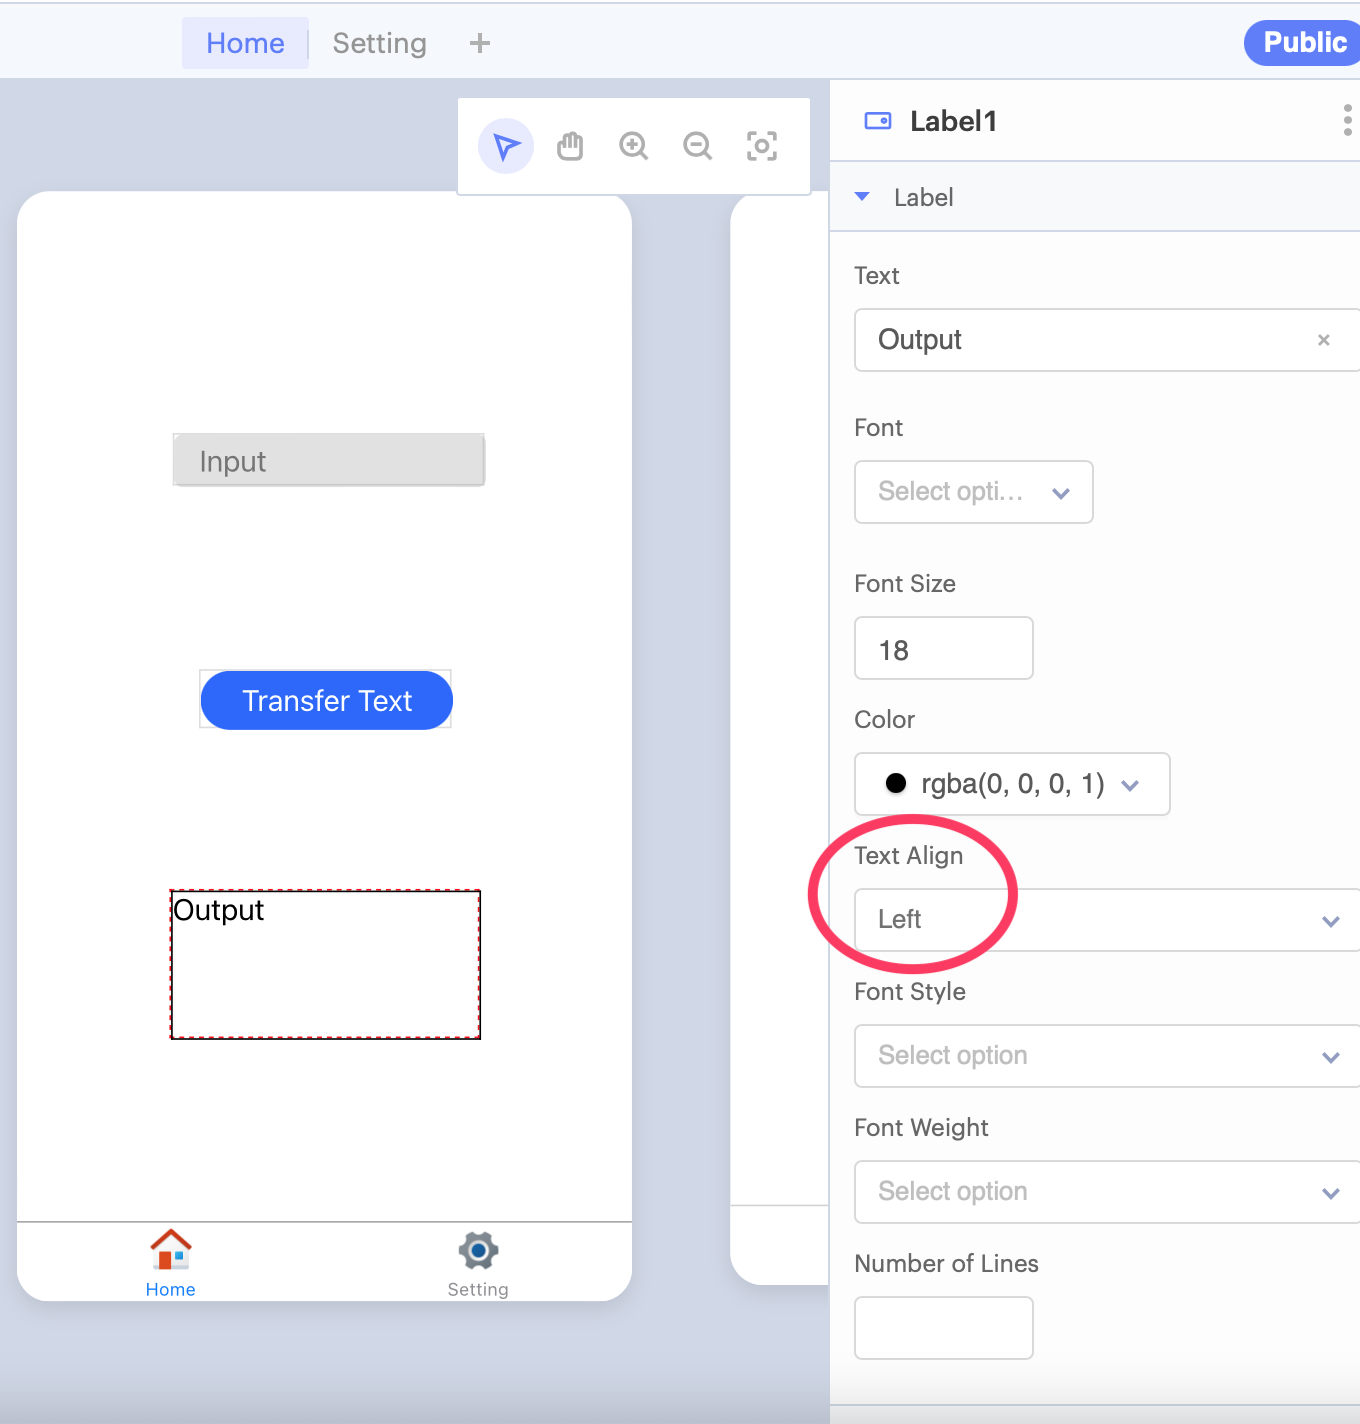 Home
Setting
+
Public
Label1
Label
Text
Output
×
Font
Select opti...
Font Size
18
Color
rgba(0, 0, 0, 1)
Text Align
Left
Font Style
Select option
Font Weight
Select option
Number of Lines
Input
Transfer Text
Output
Home
Setting